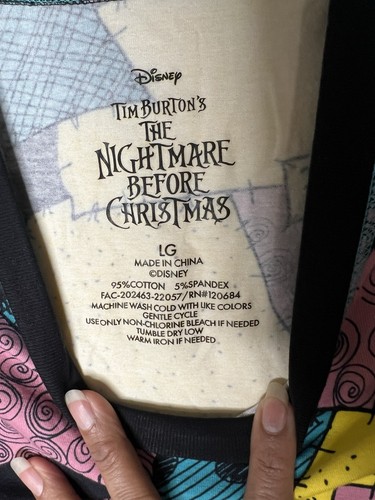 Disney
TIM BURTON'S
THE
NIGHTMARE
BEFORE
CHRISTMAS
LG
MADE IN CHINA
©DISNEY
95%COTTON 5%SPANDEX
FAC-202463-22057/RN#120684
MACHINE WASH COLD WITH LIKE COLORS
GENTLE CYCLE
USE ONLY NON-CHLORINE BLEACH IF NEEDED
TUMBLE DRY LOW
WARM IRON IF NEEDED